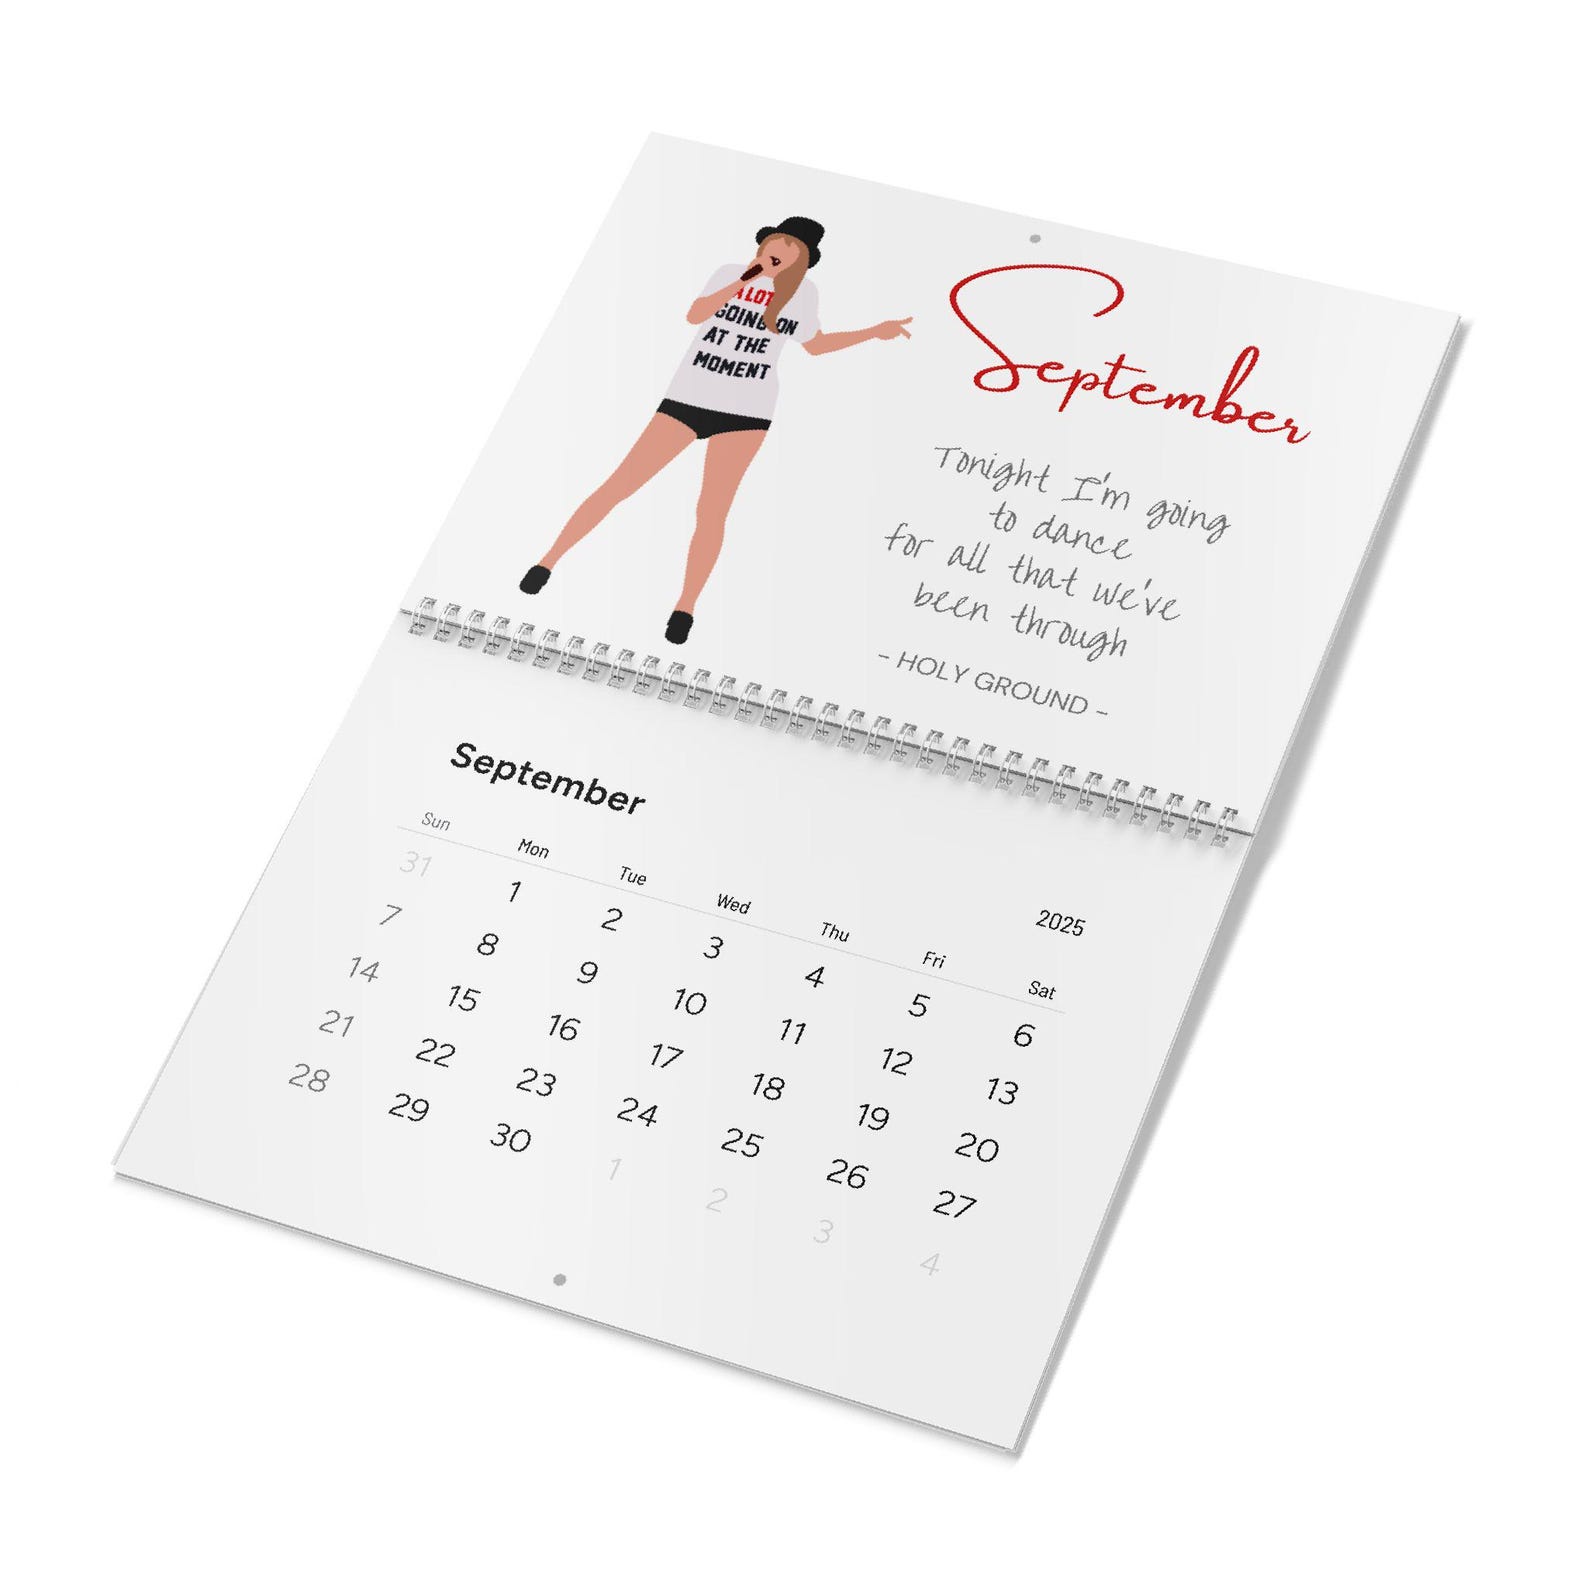 A LOT
GOING ON
AT THE
MOMENT
September
Tonight I'm going
to dance
for all that we've
been through
- HOLY GROUND -
September
2025
Sun Mon Tue Wed Thu Fri Sat
31 1 2 3 4 5 6
7 8 9 10 11 12 13
14 15 16 17 18 19 20
21 22 23 24 25 26 27
28 29 30 1 2 3 4